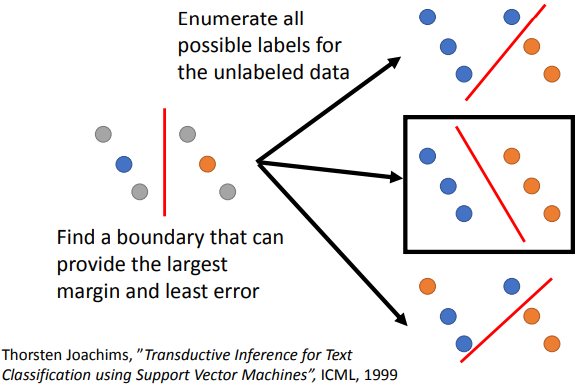 Enumerate all
possible labels for
the unlabeled data
Find a boundary that can
provide the largest
margin and least error
Thorsten Joachims, ”Transductive Inference for Text
Classification using Support Vector Machines”, ICML, 1999